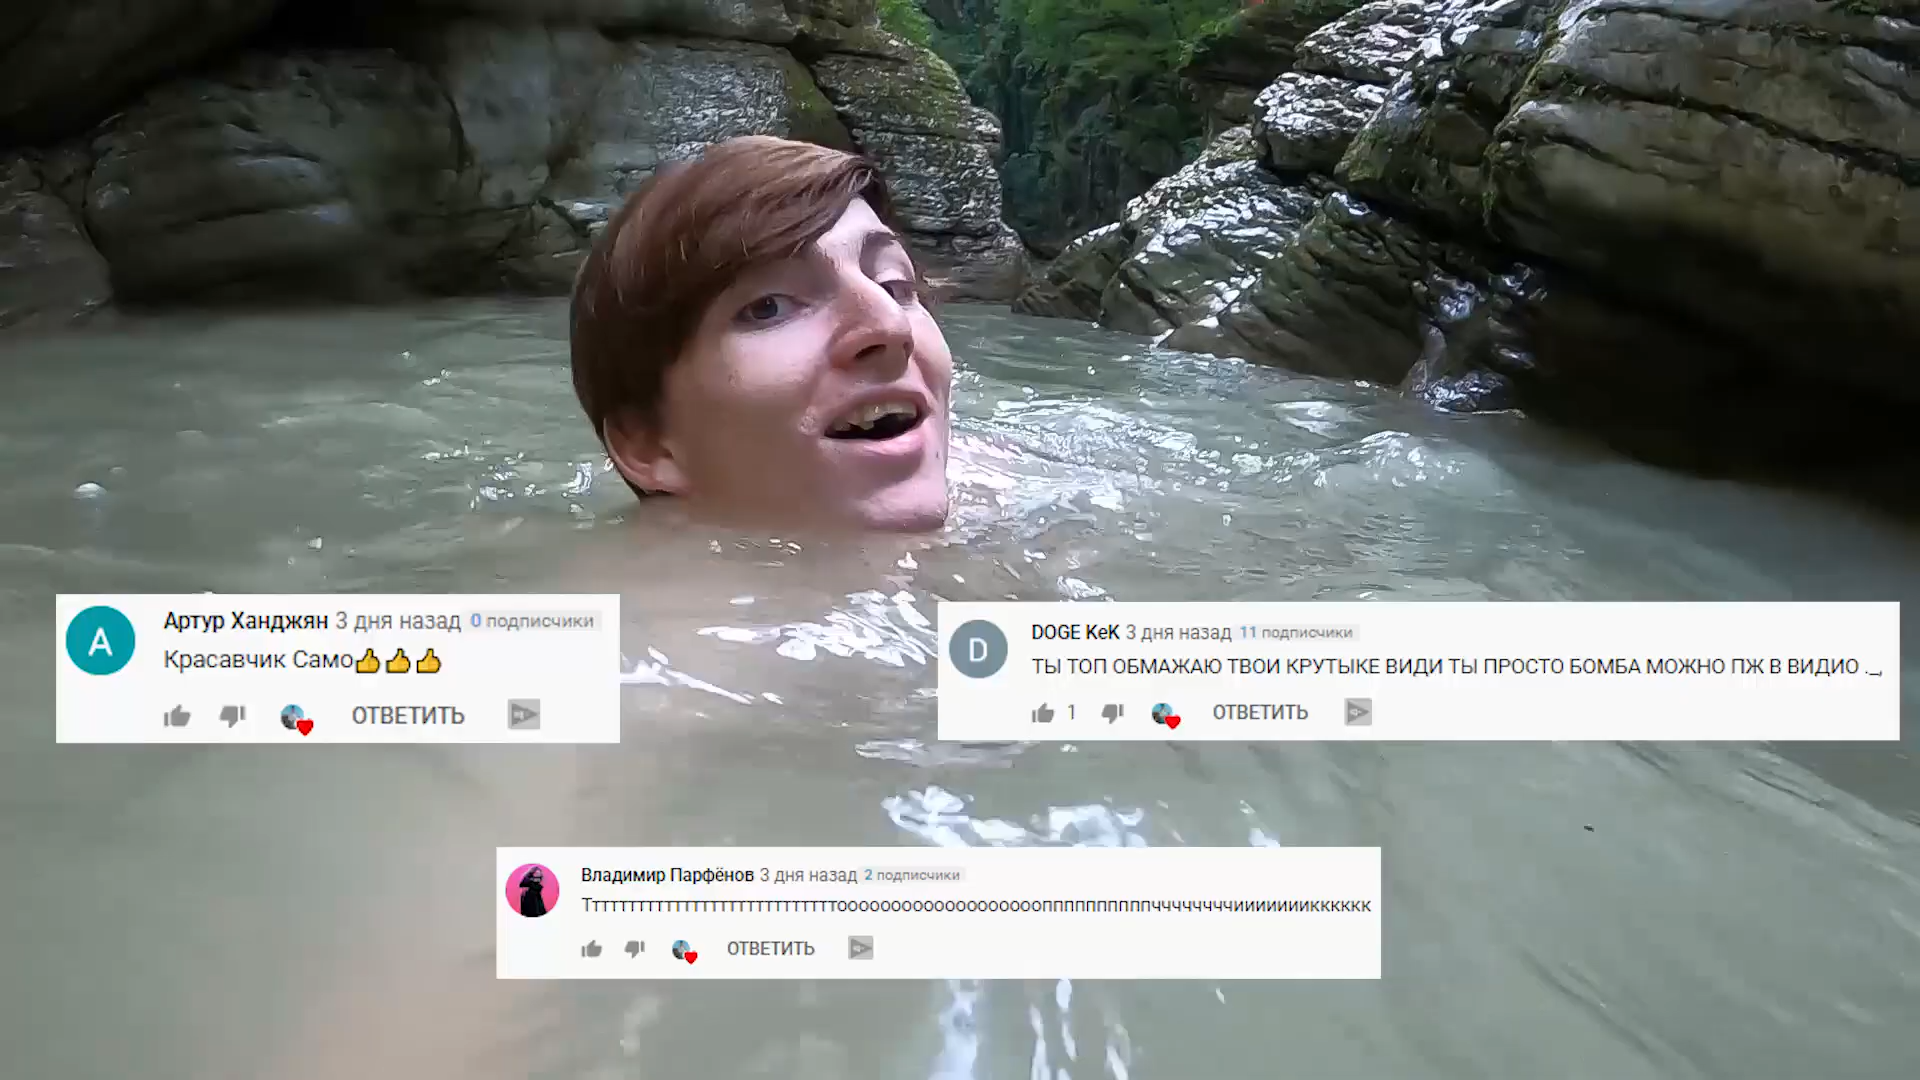 Артур Ханджян 3 дня назад 0 подписчики
Красавчик Само👍👍👍
ОТВЕТИТЬ
DOGE KeK 3 дня назад 11 подписчики
ТЫ ТОП ОБМАЖАЮ ТВОИ КРУТЫКЕ ВИДИ ТЫ ПРОСТО БОМБА МОЖНО ПЖ В ВИДИО ._,
1 ОТВЕТИТЬ
Владимир Парфёнов 3 дня назад 2 подписчики
Тттттттттттттттттттттттттттттооооооооооооооооооопппппппппппччччччччиииииииикккккк
ОТВЕТИТЬ